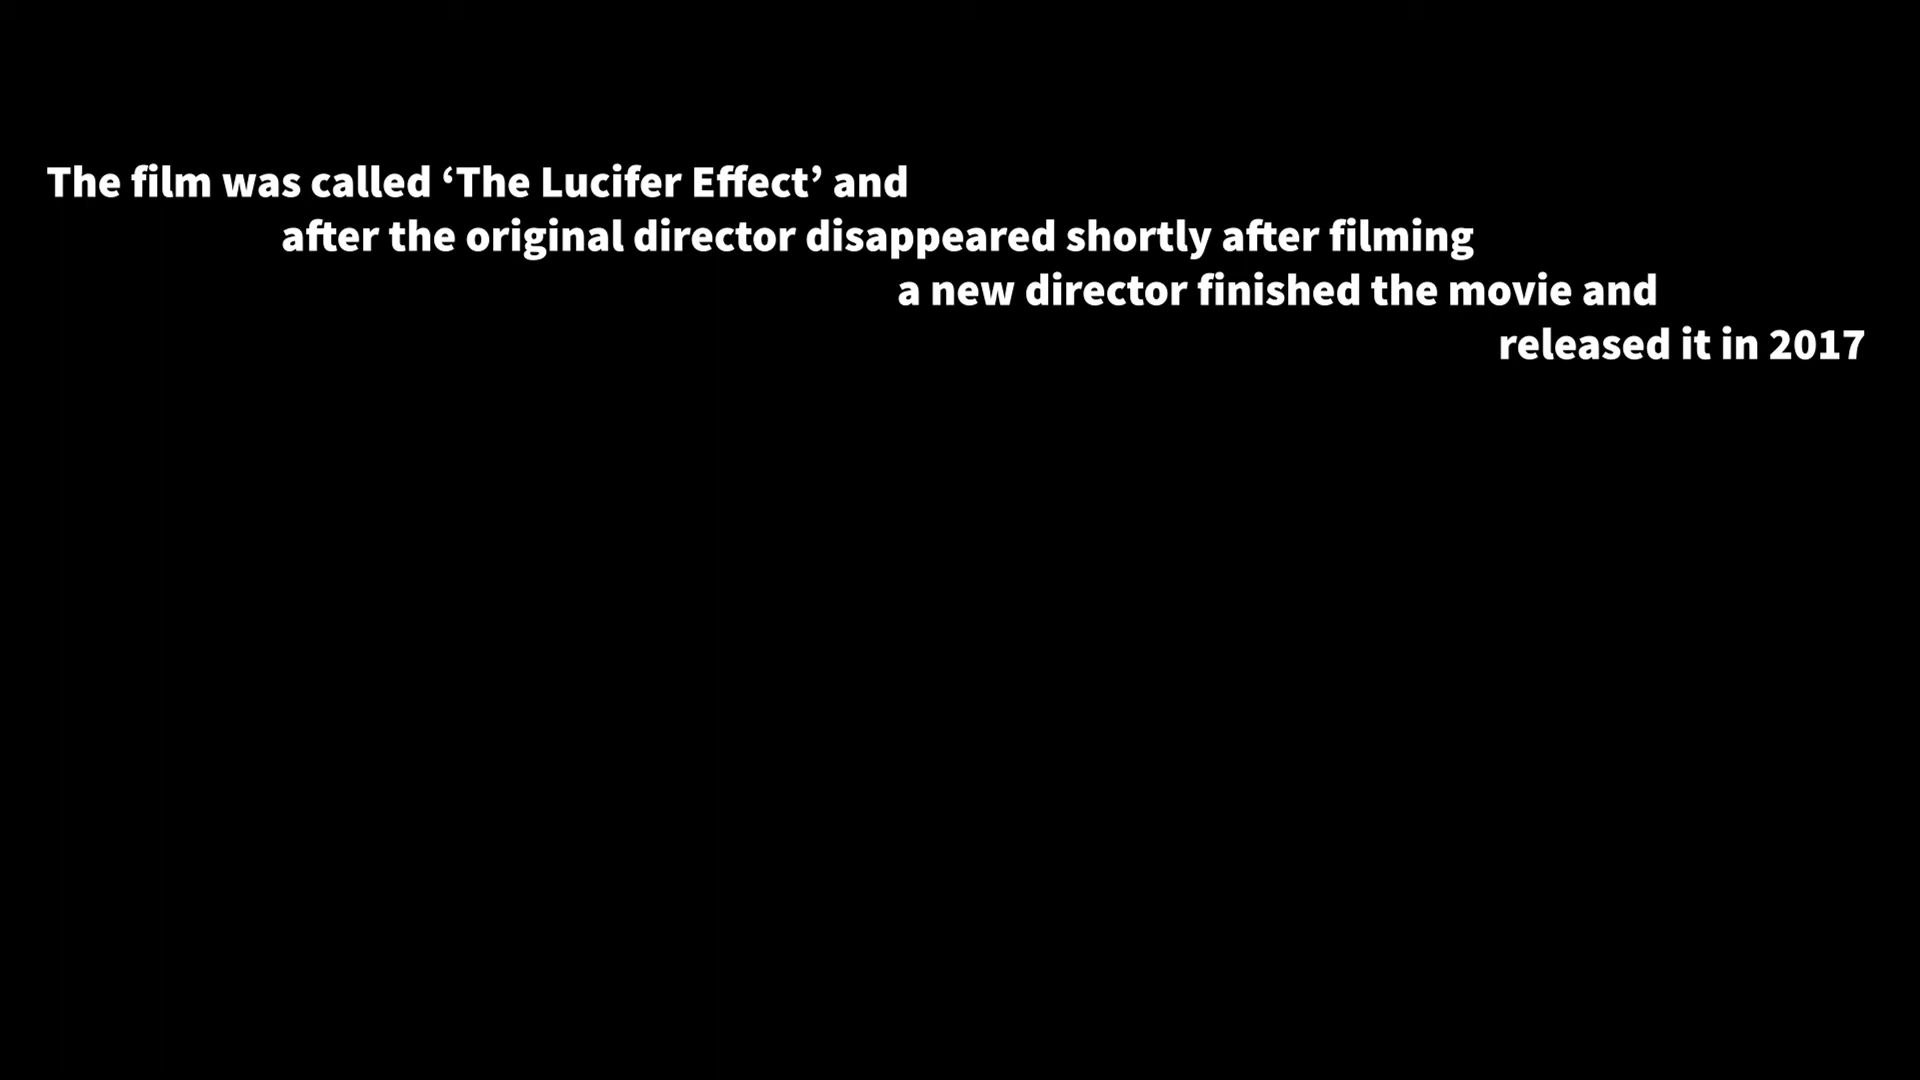 The film was called ‘The Lucifer Effect’ and
after the original director disappeared shortly after filming
a new director finished the movie and
released it in 2017